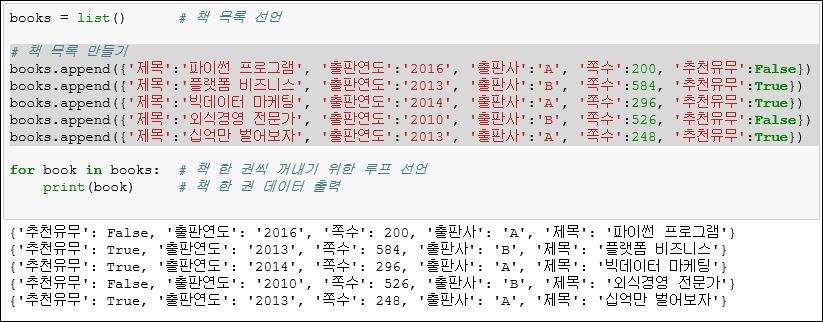 books = list()      # 책 목록 선언
# 책 목록 만들기
books.append({'제목':'파이썬 프로그램', '출판연도':'2016', '출판사':'A', '쪽수':200, '추천유무':False})
books.append({'제목':'플랫폼 비즈니스', '출판연도':'2013', '출판사':'B', '쪽수':584, '추천유무':True})
books.append({'제목':'빅데이터 마케팅', '출판연도':'2014', '출판사':'A', '쪽수':296, '추천유무':True})
books.append({'제목':'외식경영 전문가', '출판연도':'2010', '출판사':'B', '쪽수':526, '추천유무':False})
books.append({'제목':'십억만 벌어보자', '출판연도':'2013', '출판사':'A', '쪽수':248, '추천유무':True})
for book in books:  # 책 한 권씩 꺼내기 위한 루프 선언
    print(book)     # 책 한 권 데이터 출력
{'추천유무': False, '출판연도': '2016', '쪽수': 200, '출판사': 'A', '제목': '파이썬 프로그램'}
{'추천유무': True, '출판연도': '2013', '쪽수': 584, '출판사': 'B', '제목': '플랫폼 비즈니스'}
{'추천유무': True, '출판연도': '2014', '쪽수': 296, '출판사': 'A', '제목': '빅데이터 마케팅'}
{'추천유무': False, '출판연도': '2010', '쪽수': 526, '출판사': 'B', '제목': '외식경영 전문가'}
{'추천유무': True, '출판연도': '2013', '쪽수': 248, '출판사': 'A', '제목': '십억만 벌어보자'}